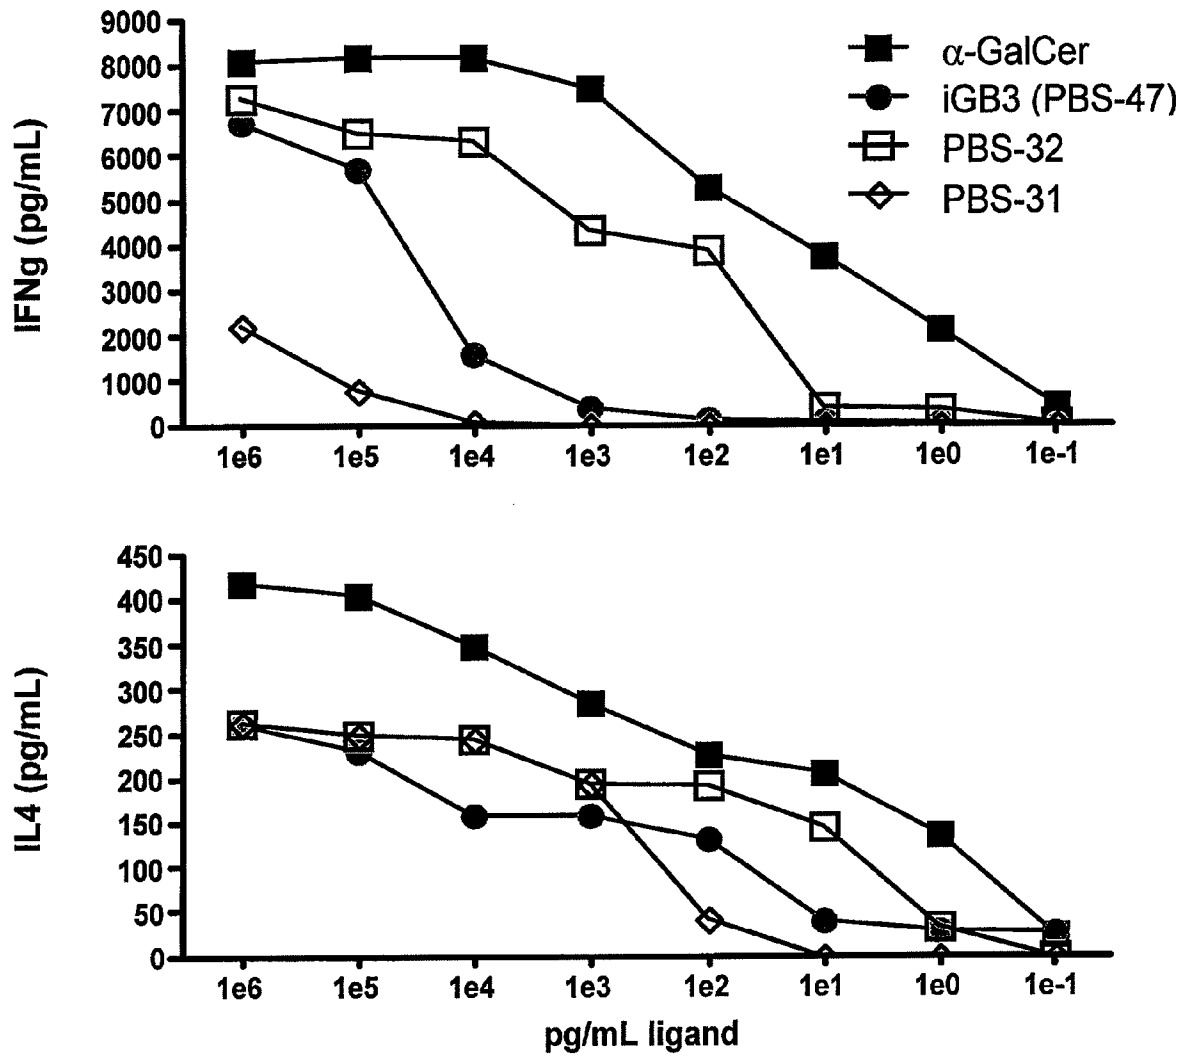 9000
8000
7000
6000
5000
4000
3000
2000
1000
0
IFNg (pg/mL)
α-GalCer
iGB3 (PBS-47)
PBS-32
PBS-31
1e6 1e5 1e4 1e3 1e2 1e1 1e0 1e-1
450
400
350
300
250
200
150
100
50
0
IL4 (pg/mL)
1e6 1e5 1e4 1e3 1e2 1e1 1e0 1e-1
pg/mL ligand